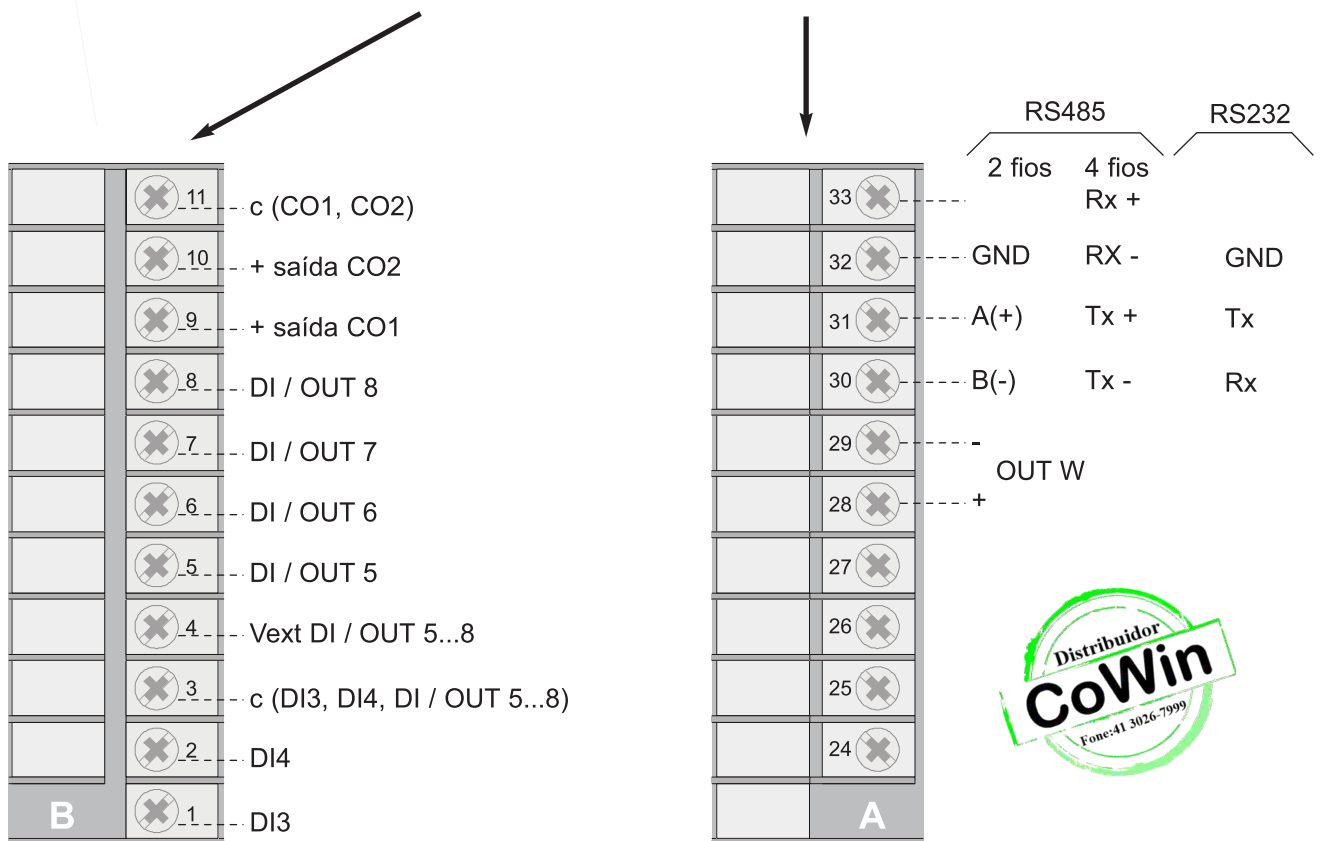 11 c (CO1, CO2)
10 + saída CO2
9 + saída CO1
8 DI / OUT 8
7 DI / OUT 7
6 DI / OUT 6
5 DI / OUT 5
4 Vext DI / OUT 5...8
3 c (DI3, DI4, DI / OUT 5...8)
2 DI4
1 DI3
B
RS485 RS232
2 fios 4 fios
33 Rx +
32 GND RX - GND
31 A(+) Tx + Tx
30 B(-) Tx - Rx
29 -
OUT W
28 +
27
26
25
24
A
Distribuidor
CoWin
Fone:41 3026-7999